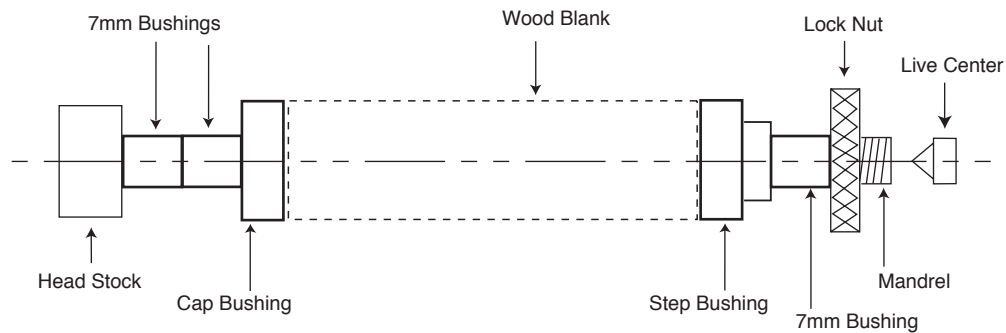 7mm Bushings
Wood Blank
Lock Nut
Live Center
Head Stock
Cap Bushing
Step Bushing
Mandrel
7mm Bushing